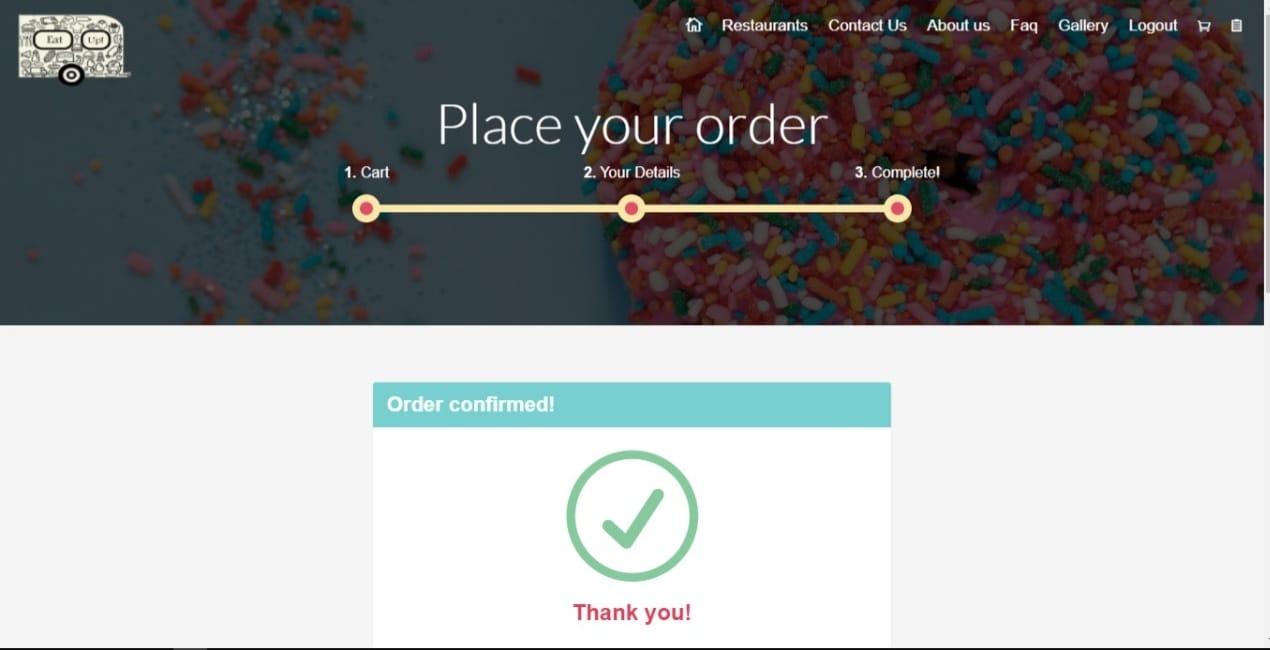 Eat Up!
Restaurants Contact Us About us Faq Gallery Logout
Place your order
1. Cart 2. Your Details 3. Complete!
Order confirmed!
Thank you!